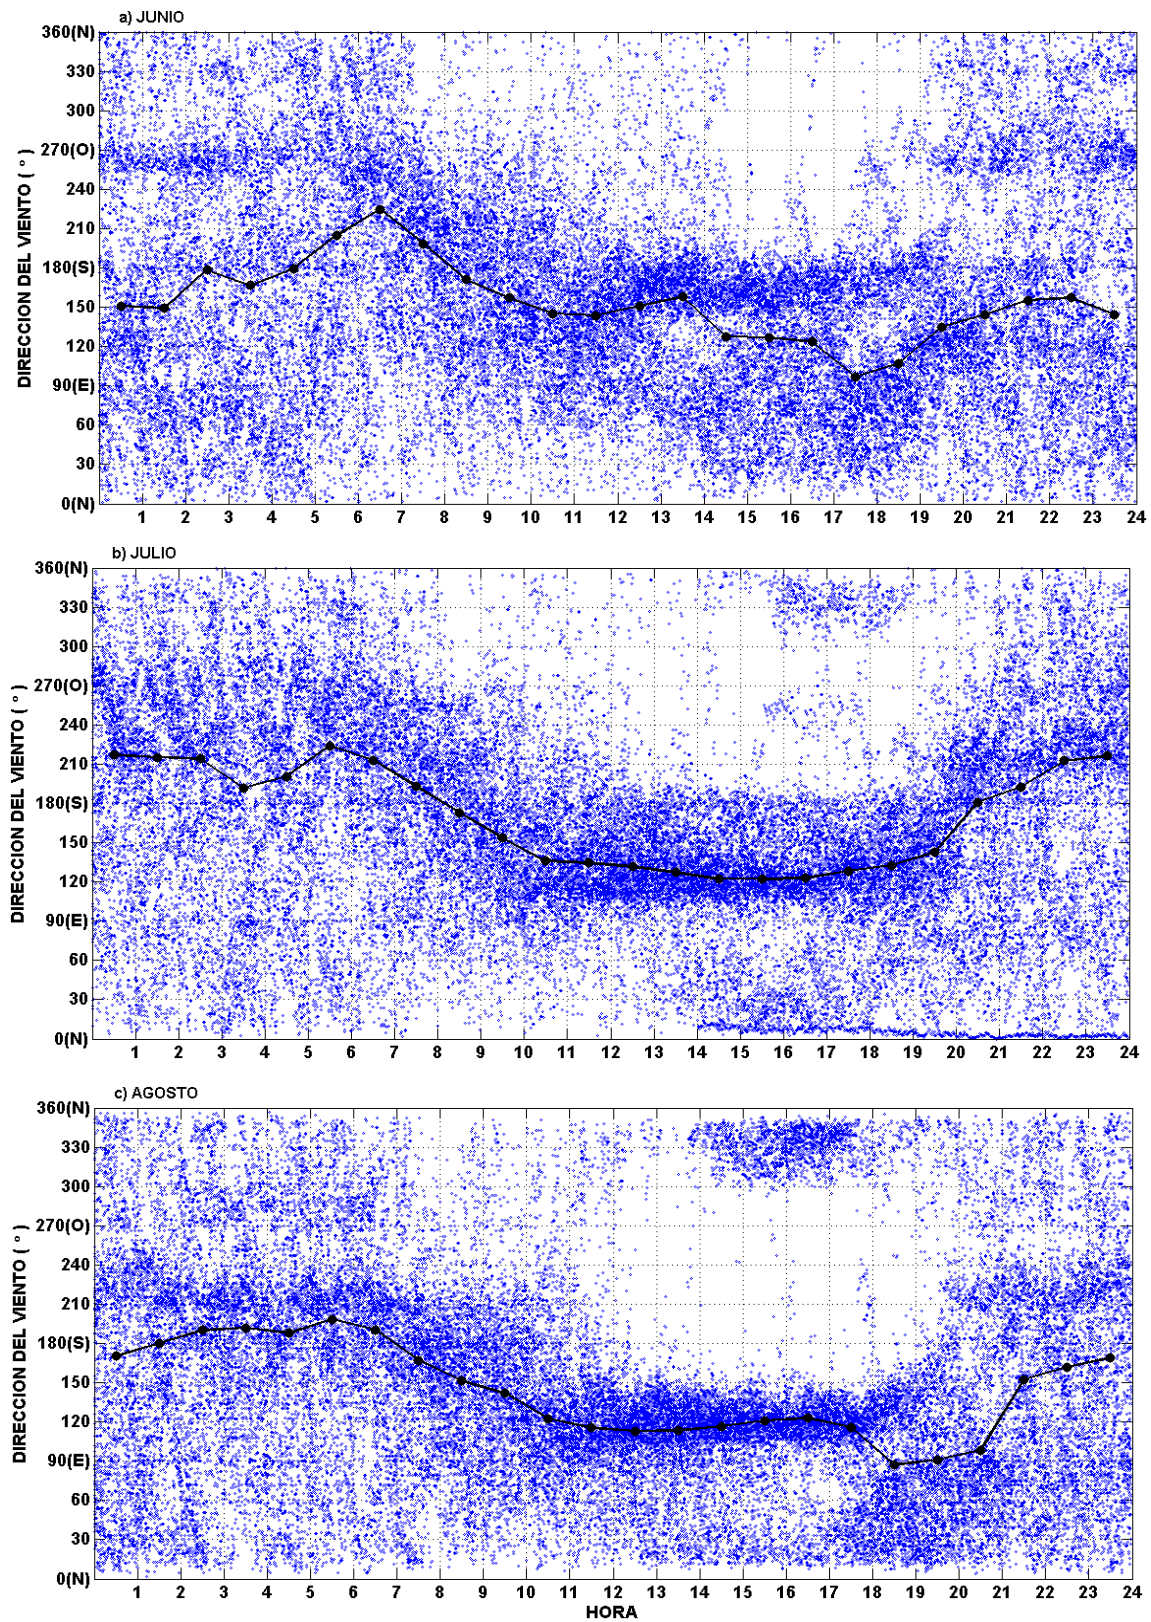 a) JUNIO
360(N)
330
300
270(O)
240
210
180(S)
150
120
90(E)
60
30
0(N)
DIRECCION DEL VIENTO ( ° )
1 2 3 4 5 6 7 8 9 10 11 12 13 14 15 16 17 18 19 20 21 22 23 24
b) JULIO
360(N)
330
300
270(O)
240
210
180(S)
150
120
90(E)
60
30
0(N)
DIRECCION DEL VIENTO ( ° )
1 2 3 4 5 6 7 8 9 10 11 12 13 14 15 16 17 18 19 20 21 22 23 24
c) AGOSTO
360(N)
330
300
270(O)
240
210
180(S)
150
120
90(E)
60
30
0(N)
DIRECCION DEL VIENTO ( ° )
1 2 3 4 5 6 7 8 9 10 11 12 13 14 15 16 17 18 19 20 21 22 23 24
HORA